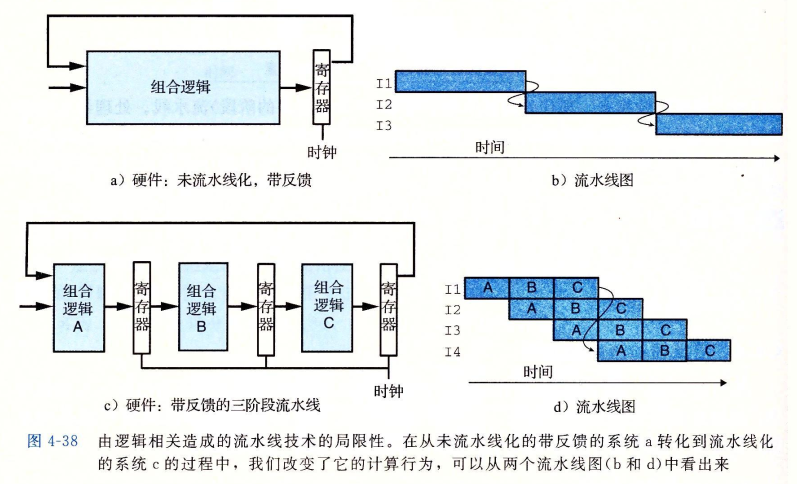 组合逻辑
寄存器
时钟
a）硬件：未流水线化，带反馈
I1
I2
I3
时间
b）流水线图
组合逻辑A
寄存器
组合逻辑B
寄存器
组合逻辑C
寄存器
时钟
c）硬件：带反馈的三阶段流水线
I1 A B C
I2 A B C
I3 A B C
I4 A B C
时间
d）流水线图
图 4-38 由逻辑相关造成的流水线技术的局限性。在从未流水线化的带反馈的系统 a 转化到流水线化
的系统 c 的过程中，我们改变了它的计算行为，可以从两个流水线图(b 和 d)中看出来